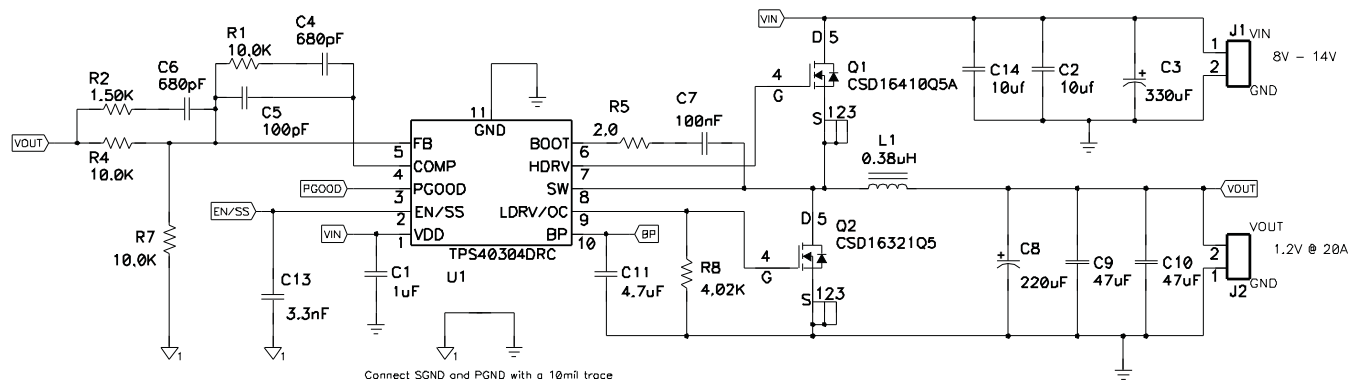 VIN
C4
680pF
R1
10.0K
C6
680pF
R2
1.50K
C5
100pF
VOUT
R4
10.0K
R7
10.0K
PGOOD
EN/SS
VIN
C13
3.3nF
1
1
C1
1uF
11
GND
FB
5
COMP
4
PGOOD
3
EN/SS
2
VDD
1
BOOT
6
HDRV
7
SW
8
LDRV/OC
9
BP
10
TPS40304DRC
U1
1
Connect SGND and PGND with a 10mil trace
R5
2.0
C7
100nF
BP
C11
4.7uF
R8
4.02K
D 5
4
G
Q1
CSD16410Q5A
S 123
L1
0.38uH
D 5
4
G
Q2
CSD16321Q5
S 123
C14
10uf
C2
10uf
+
C3
330uF
J1
VIN
1
2
GND
8V - 14V
+
C8
220uF
C9
47uF
C10
47uF
VOUT
VOUT
2
1
J2
GND
1.2V @ 20A